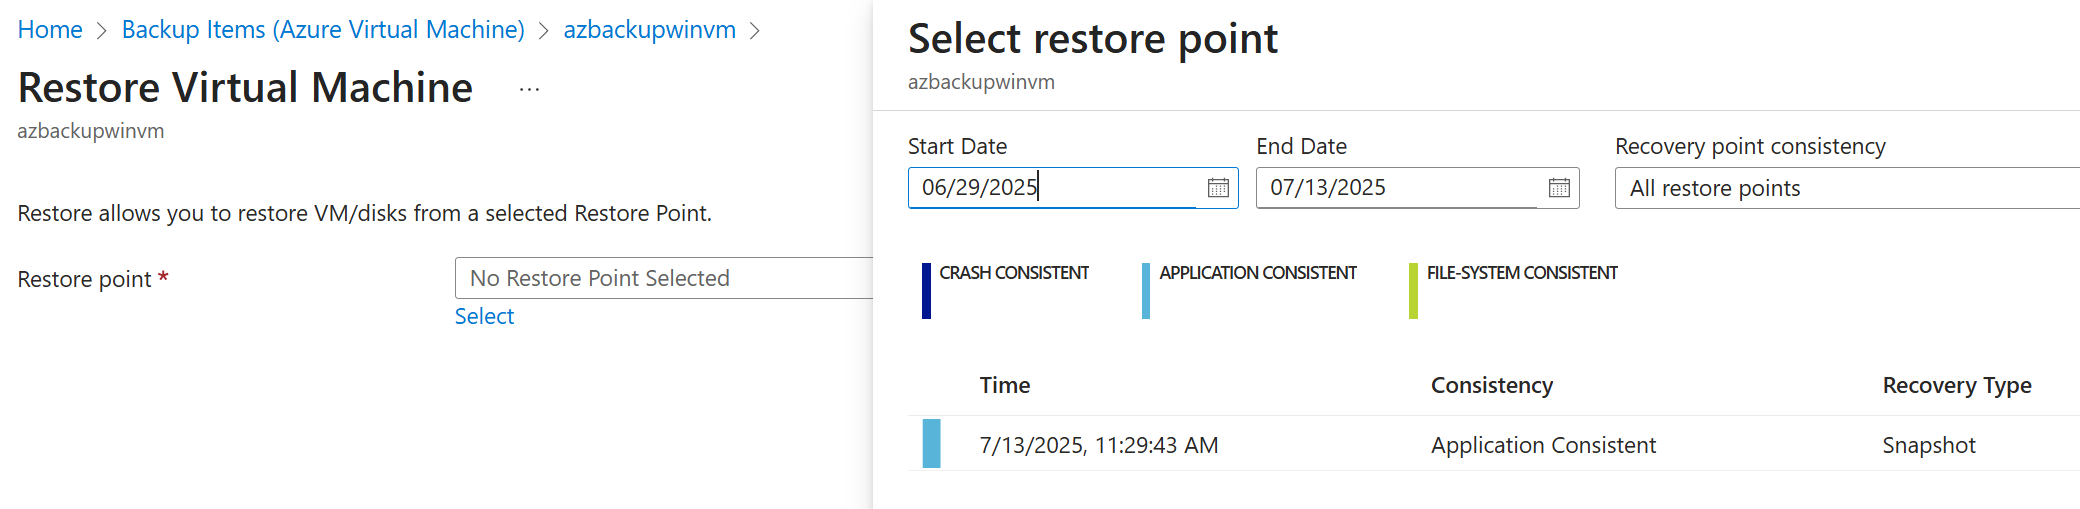 Home > Backup Items (Azure Virtual Machine) > azbackupwinvm >
Restore Virtual Machine ...
azbackupwinvm
Restore allows you to restore VM/disks from a selected Restore Point.
Restore point *
No Restore Point Selected
Select
Select restore point
azbackupwinvm
Start Date End Date Recovery point consistency
06/29/2025 07/13/2025 All restore points
CRASH CONSISTENT APPLICATION CONSISTENT FILE-SYSTEM CONSISTENT
Time Consistency Recovery Type
7/13/2025, 11:29:43 AM Application Consistent Snapshot